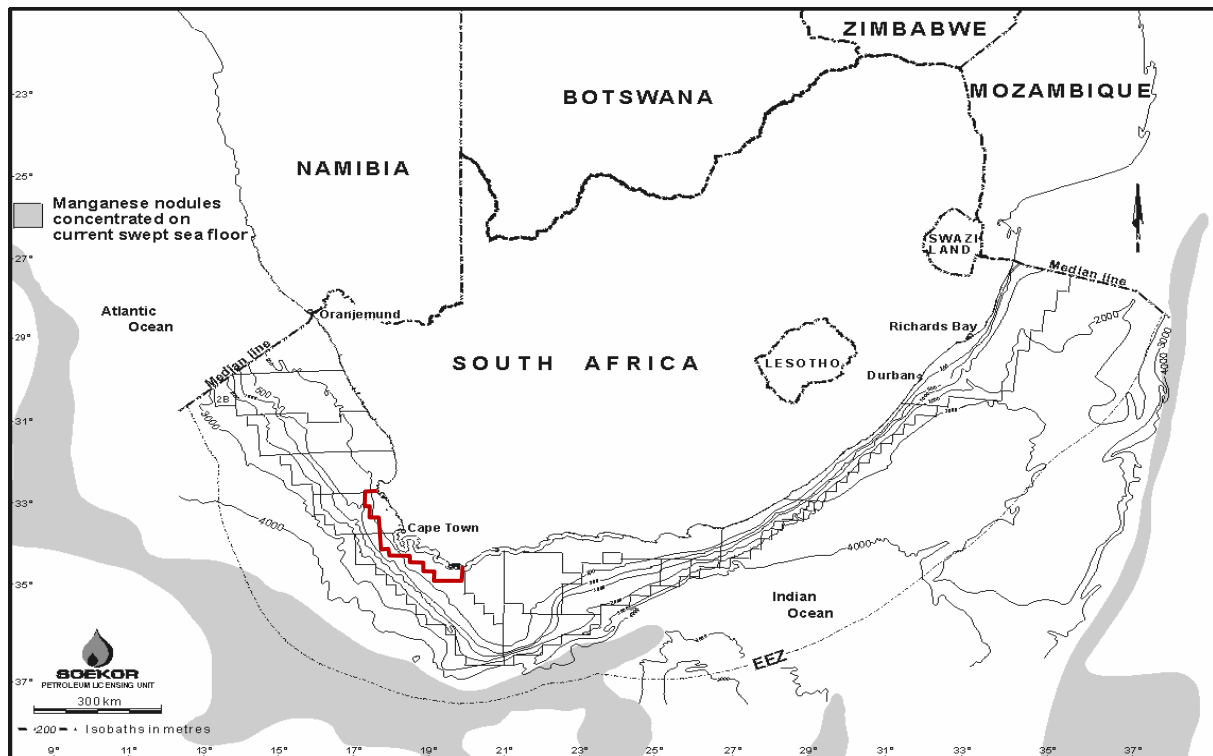 ZIMBABWE
MOZAMBIQUE
BOTSWANA
NAMIBIA
23°
25°
27°
29°
31°
33°
35°
37°
Manganese nodules
concentrated on
current swept sea floor
SWAZI
LAND
Median line
Atlantic
Ocean
Oranjemund
Richards Bay
2000
3000
4000
Median line
SOUTH AFRICA
LESOTHO
Durban
500
2B
3000
Cape Town
4000
4000
Indian
Ocean
EEZ
SOEKOR
PETROLEUM LICENSING UNIT
300 km
200 Isobaths in metres
9° 11° 13° 15° 17° 19° 21° 23° 25° 27° 29° 31° 33° 35° 37°